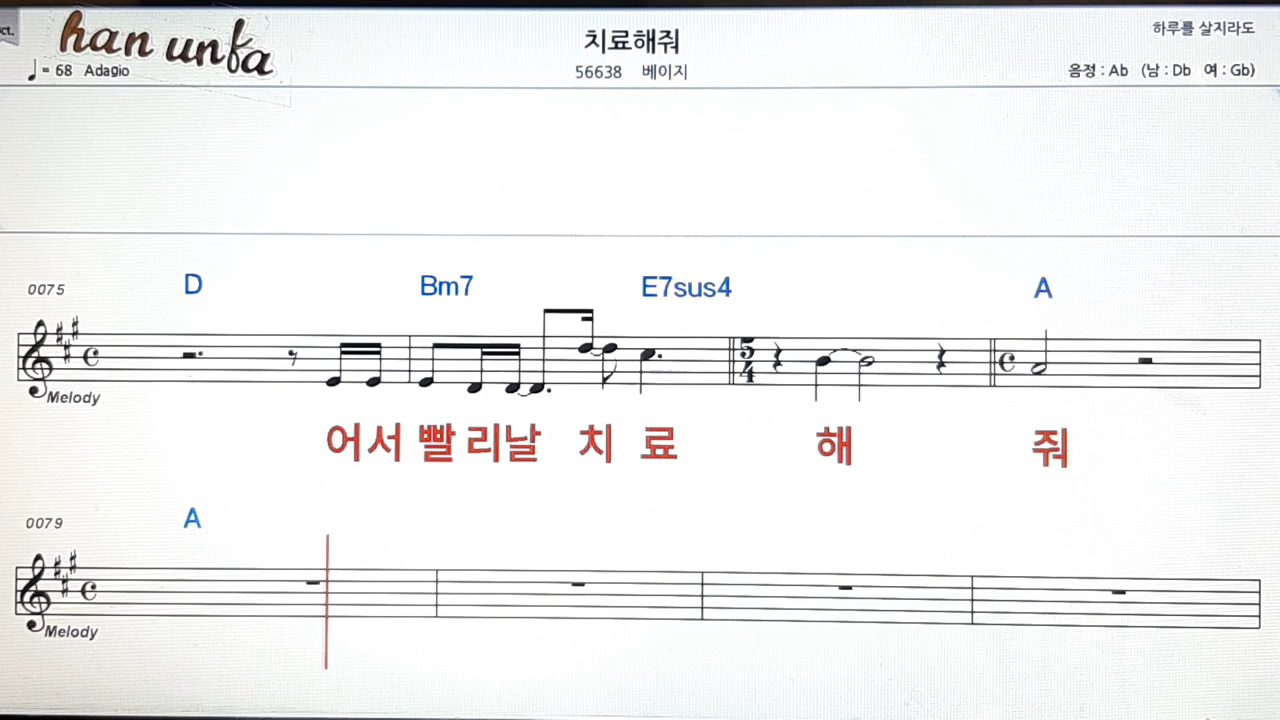 ct.
han unfa
치료해줘
하루를 살지라도
♩= 68 Adagio
56638 베이지
음정 : Ab (남 : Db 여 : Gb)
0075 D Bm7 E7sus4 A
5
4
Melody
어서 빨 리날 치 료 해 줘
0079 A
Melody